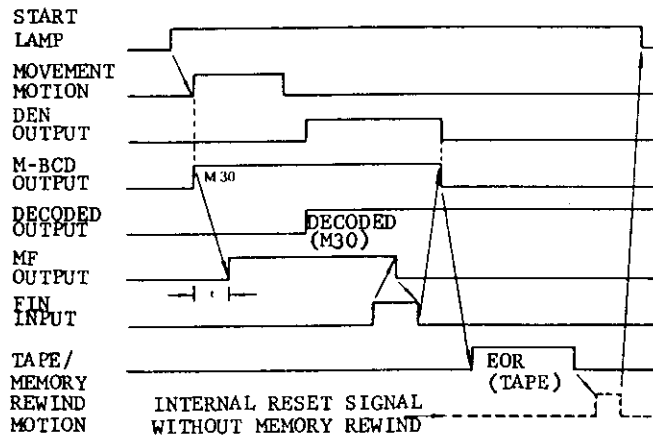 START
LAMP
MOVEMENT
MOTION
DEN
OUTPUT
M-BCD
OUTPUT
M30
DECODED
OUTPUT
DECODED
(M30)
MF
OUTPUT
t
FIN
INPUT
TAPE/
MEMORY
REWIND
MOTION
EOR
(TAPE)
INTERNAL RESET SIGNAL
WITHOUT MEMORY REWIND